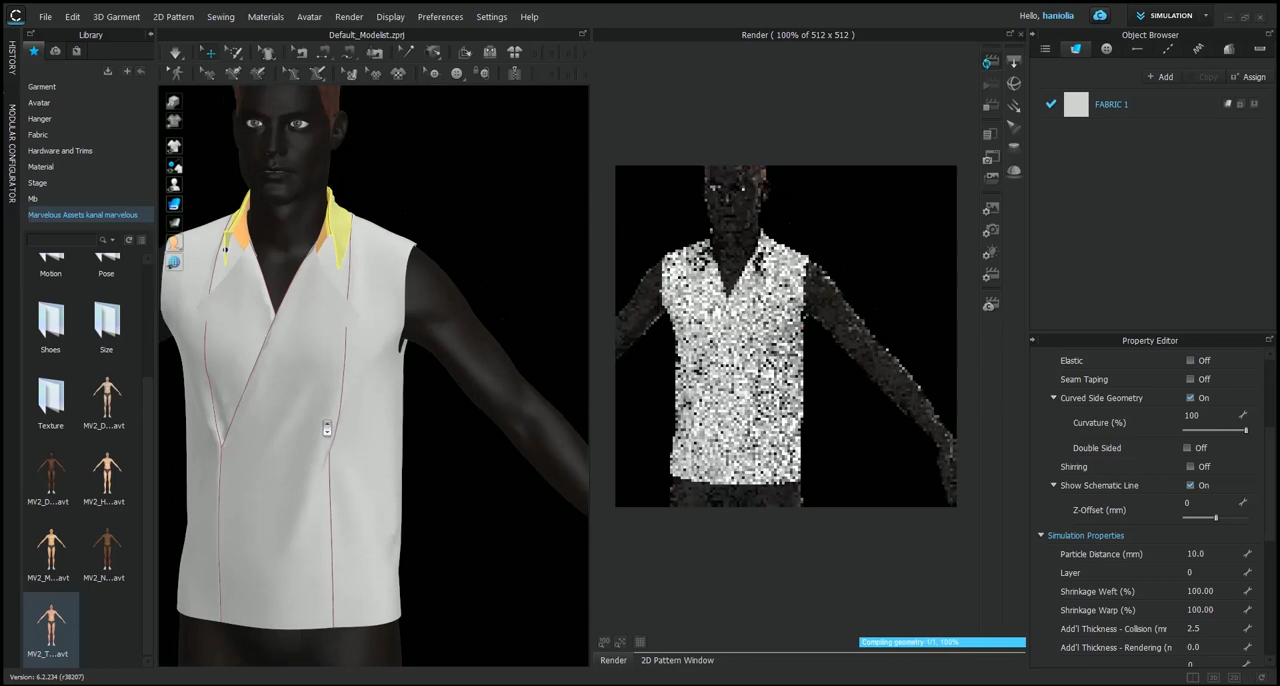 C File Edit 3D Garment 2D Pattern Sewing Materials Avatar Render Display Preferences Settings Help Hello, haniolia SIMULATION
Library
Default_Modelist.zprj
Render ( 100% of 512 x 512 )
Object Browser
HISTORY
MODULAR CONFIGURATOR
Garment
Avatar
Hanger
Fabric
Hardware and Trims
Material
Stage
Mb
Marvelous Assets kanal marvelous
Motion Pose
Shoes Size
Texture MV2_D...avt
MV2_D...avt MV2_H...avt
MV2_M...avt MV2_N...avt
MV2_T...avt
Version: 6.2.234 (r38207)
Compiling geometry 1/1, 100%
Render 2D Pattern Window
+ Add Copy Assign
FABRIC 1
Property Editor
Elastic Off
Seam Taping Off
Curved Side Geometry On
Curvature (%) 100
Double Sided Off
Shirring Off
Show Schematic Line On
Z-Offset (mm) 0
Simulation Properties
Particle Distance (mm) 10.0
Layer 0
Shrinkage Weft (%) 100.00
Shrinkage Warp (%) 100.00
Add'l Thickness - Collision (m 2.5
Add'l Thickness - Rendering (n 0.0